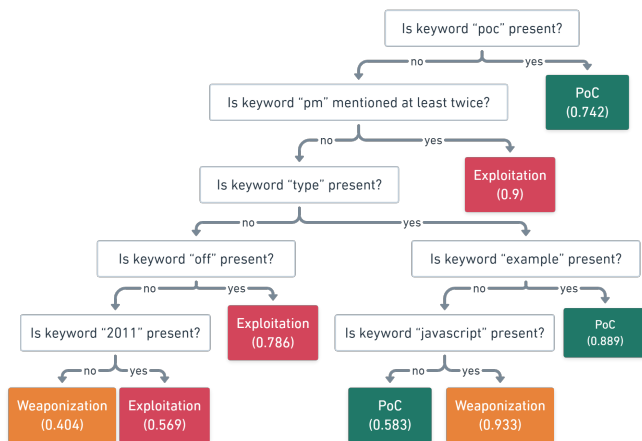 Is keyword “poc” present?
no
yes
Is keyword “pm” mentioned at least twice?
PoC
(0.742)
no
yes
Is keyword “type” present?
Exploitation
(0.9)
no
yes
Is keyword “off” present?
Is keyword “example” present?
no
yes
no
yes
Is keyword “2011” present?
Exploitation
(0.786)
Is keyword “javascript” present?
PoC
(0.889)
no
yes
no
yes
Weaponization
(0.404)
Exploitation
(0.569)
PoC
(0.583)
Weaponization
(0.933)